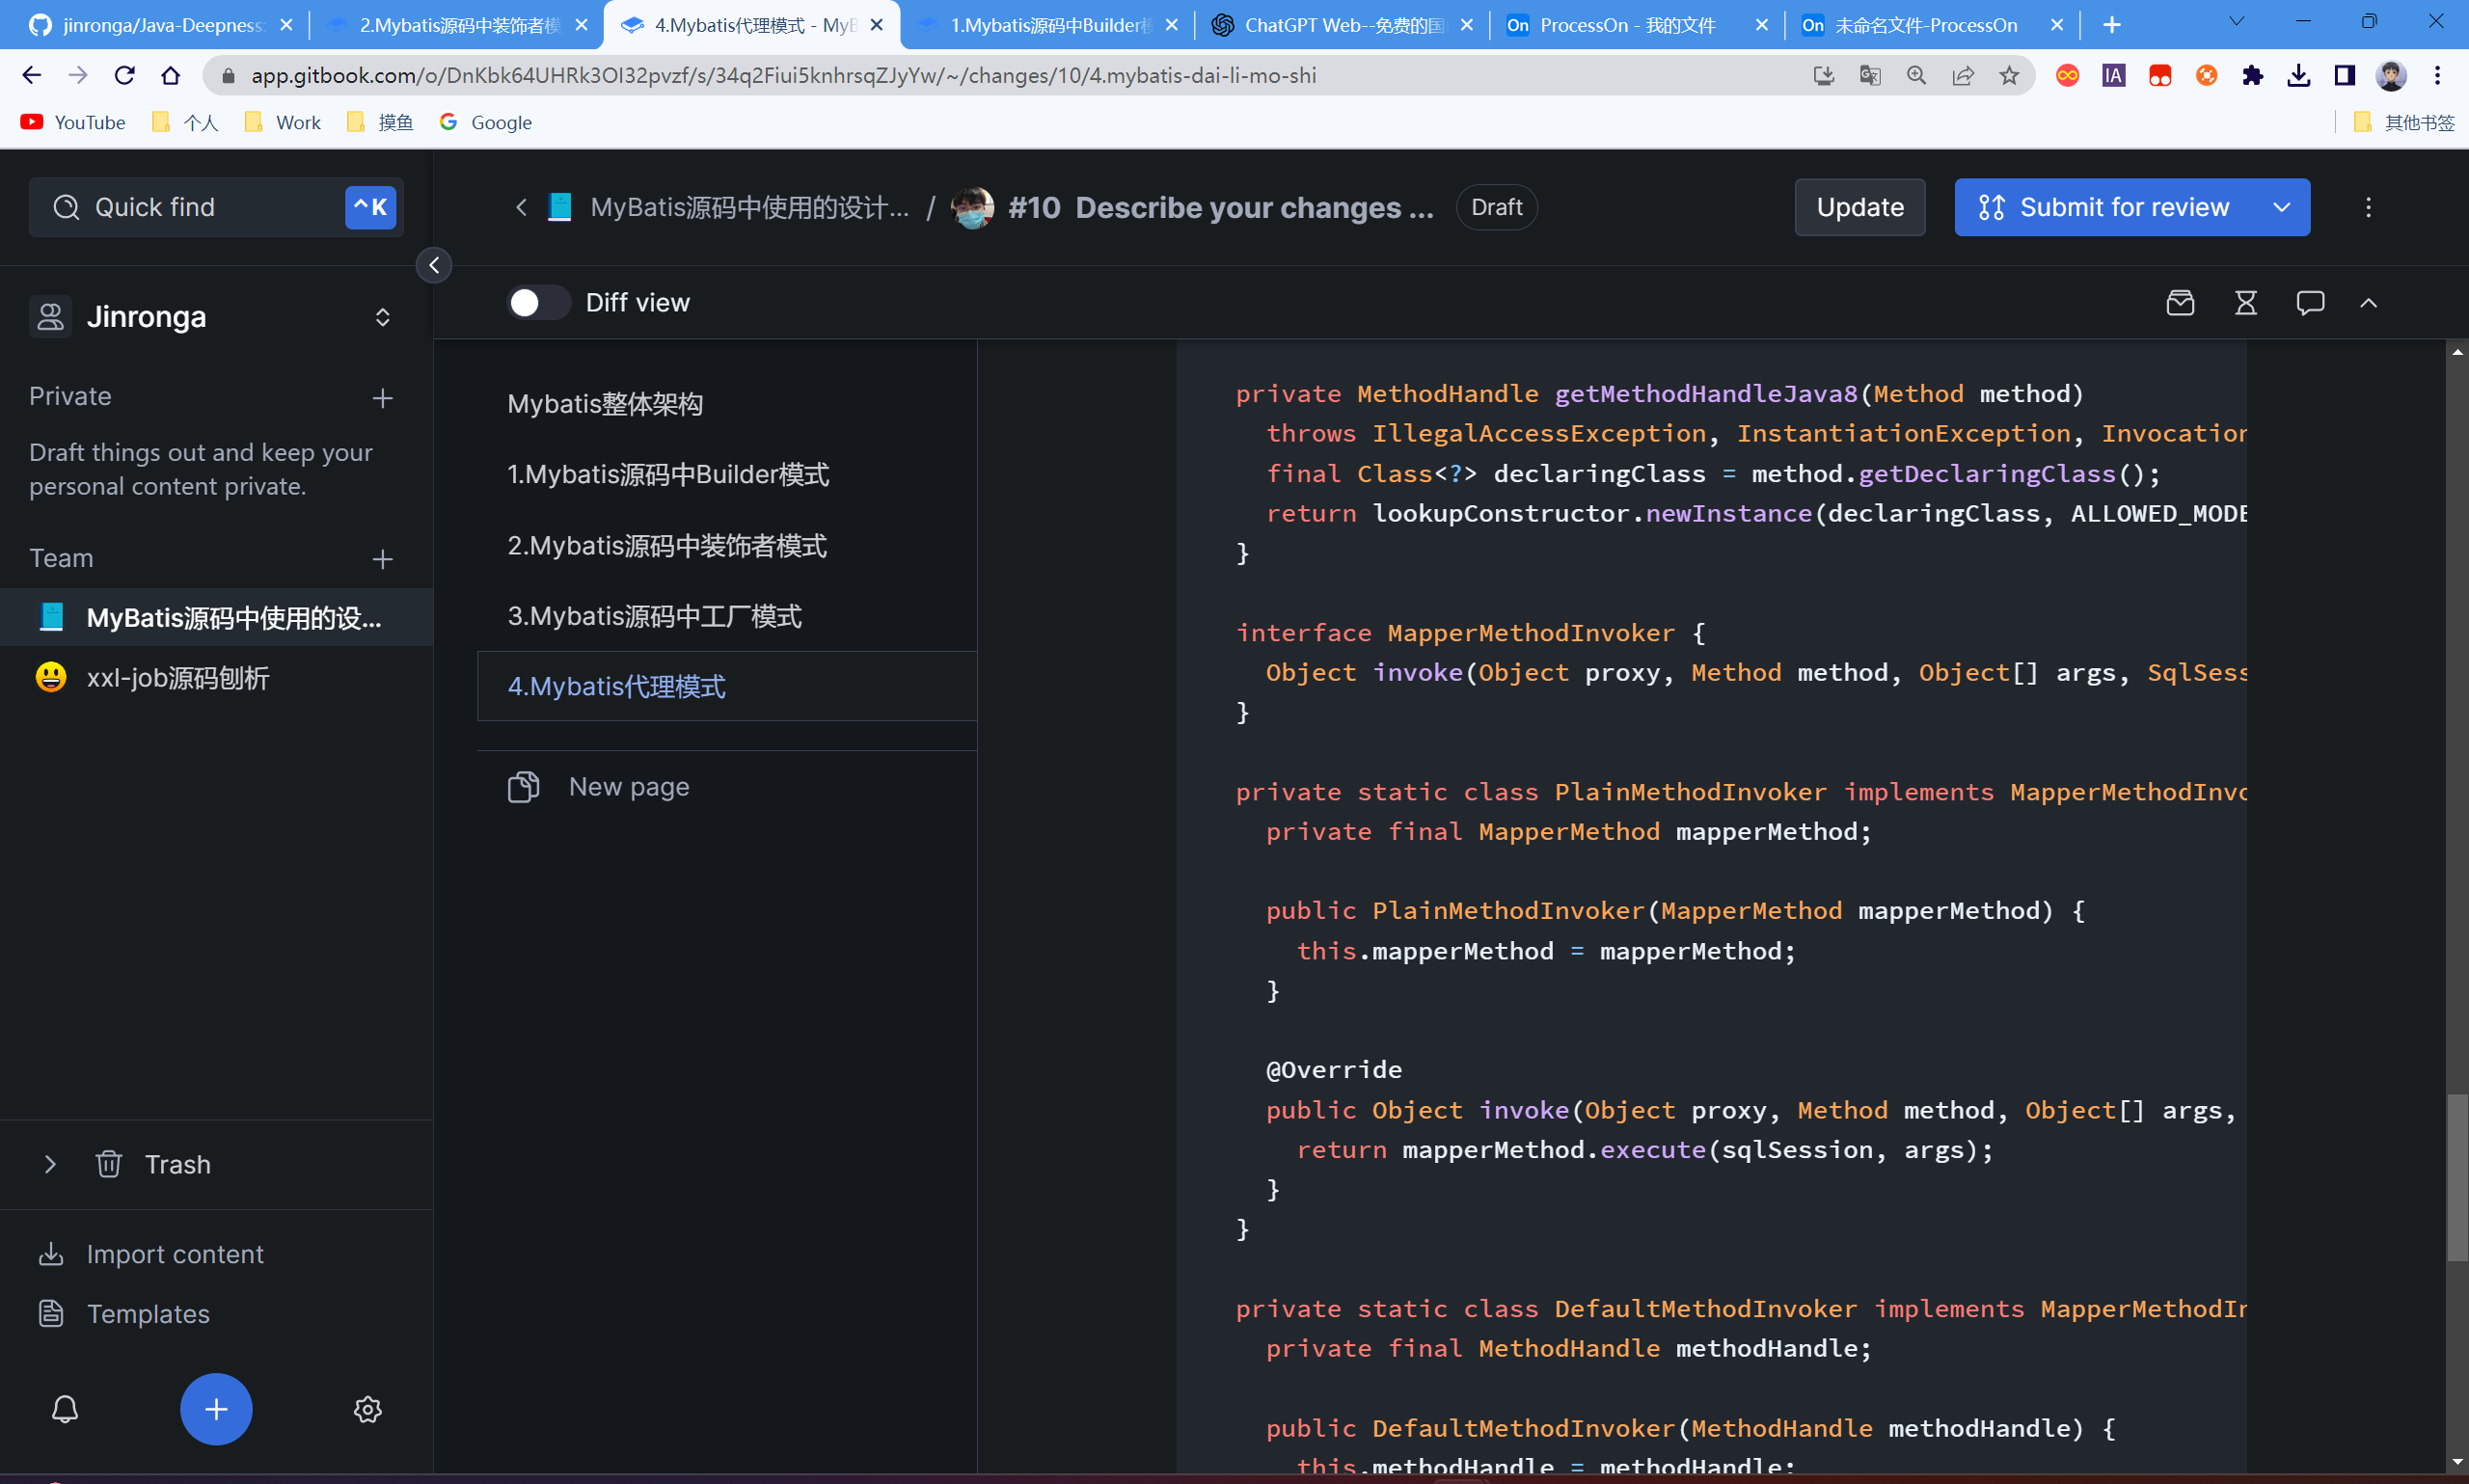 jinronga/Java-Deepness
2.Mybatis源码中装饰者模
4.Mybatis代理模式 - MyB
1.Mybatis源码中Builder模
ChatGPT Web--免费的国
On ProcessOn - 我的文件
On 未命名文件-ProcessOn
app.gitbook.com/o/DnKbk64UHRk3OI32pvzf/s/34q2Fiui5knhrsqZJyYw/~/changes/10/4.mybatis-dai-li-mo-shi
YouTube
个人
Work
摸鱼
Google
其他书签
Quick find
^K
MyBatis源码中使用的设计... / #10 Describe your changes ...
Draft
Update
Submit for review
Jinronga
Diff view
Private
Draft things out and keep your
personal content private.
Team
MyBatis源码中使用的设...
xxl-job源码刨析
Trash
Import content
Templates
Mybatis整体架构
1.Mybatis源码中Builder模式
2.Mybatis源码中装饰者模式
3.Mybatis源码中工厂模式
4.Mybatis代理模式
New page
private MethodHandle getMethodHandleJava8(Method method)
throws IllegalAccessException, InstantiationException, Invocation
final Class<?> declaringClass = method.getDeclaringClass();
return lookupConstructor.newInstance(declaringClass, ALLOWED_MODE
}
interface MapperMethodInvoker {
Object invoke(Object proxy, Method method, Object[] args, SqlSess
}
private static class PlainMethodInvoker implements MapperMethodInvo
private final MapperMethod mapperMethod;
public PlainMethodInvoker(MapperMethod mapperMethod) {
this.mapperMethod = mapperMethod;
}
@Override
public Object invoke(Object proxy, Method method, Object[] args,
return mapperMethod.execute(sqlSession, args);
}
}
private static class DefaultMethodInvoker implements MapperMethodIn
private final MethodHandle methodHandle;
public DefaultMethodInvoker(MethodHandle methodHandle) {
this.methodHandle = methodHandle;